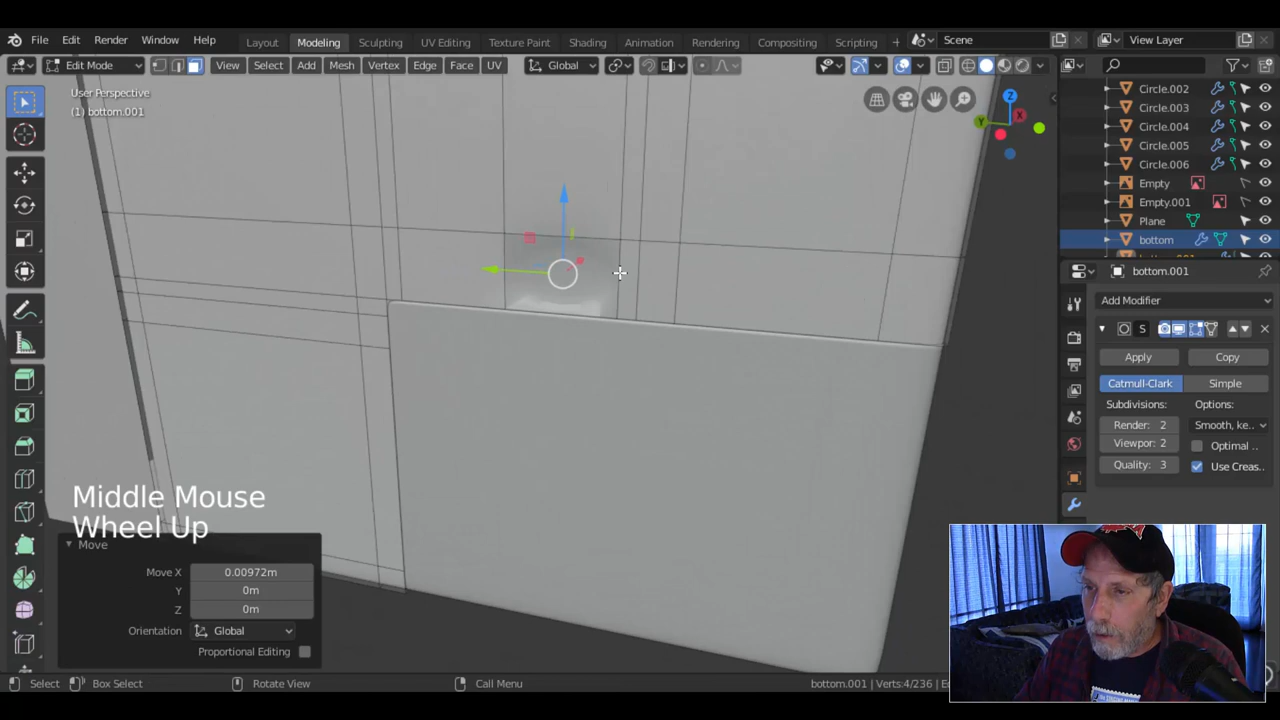 File Edit Render Window Help Layout Modeling Sculpting UV Editing Texture Paint Shading Animation Rendering Compositing Scripting + Scene View Layer
Edit Mode View Select Add Mesh Vertex Edge Face UV Global
User Perspective
(1) bottom.001
Z
Y
X
Circle.002
Circle.003
Circle.004
Circle.005
Circle.006
Empty
Empty.001
Plane
bottom
bottom.001
Add Modifier
S
Apply Copy
Catmull-Clark Simple
Subdivisions: Options:
Render: 2 Smooth, ke..
Viewpor: 2 Optimal ..
Quality: 3 Use Creas..
Middle Mouse
Wheel Up
Move
Move X 0.00972m
Y 0m
Z 0m
Orientation Global
Proportional Editing
Select Box Select Rotate View Call Menu bottom.001 | Verts:4/236 | E